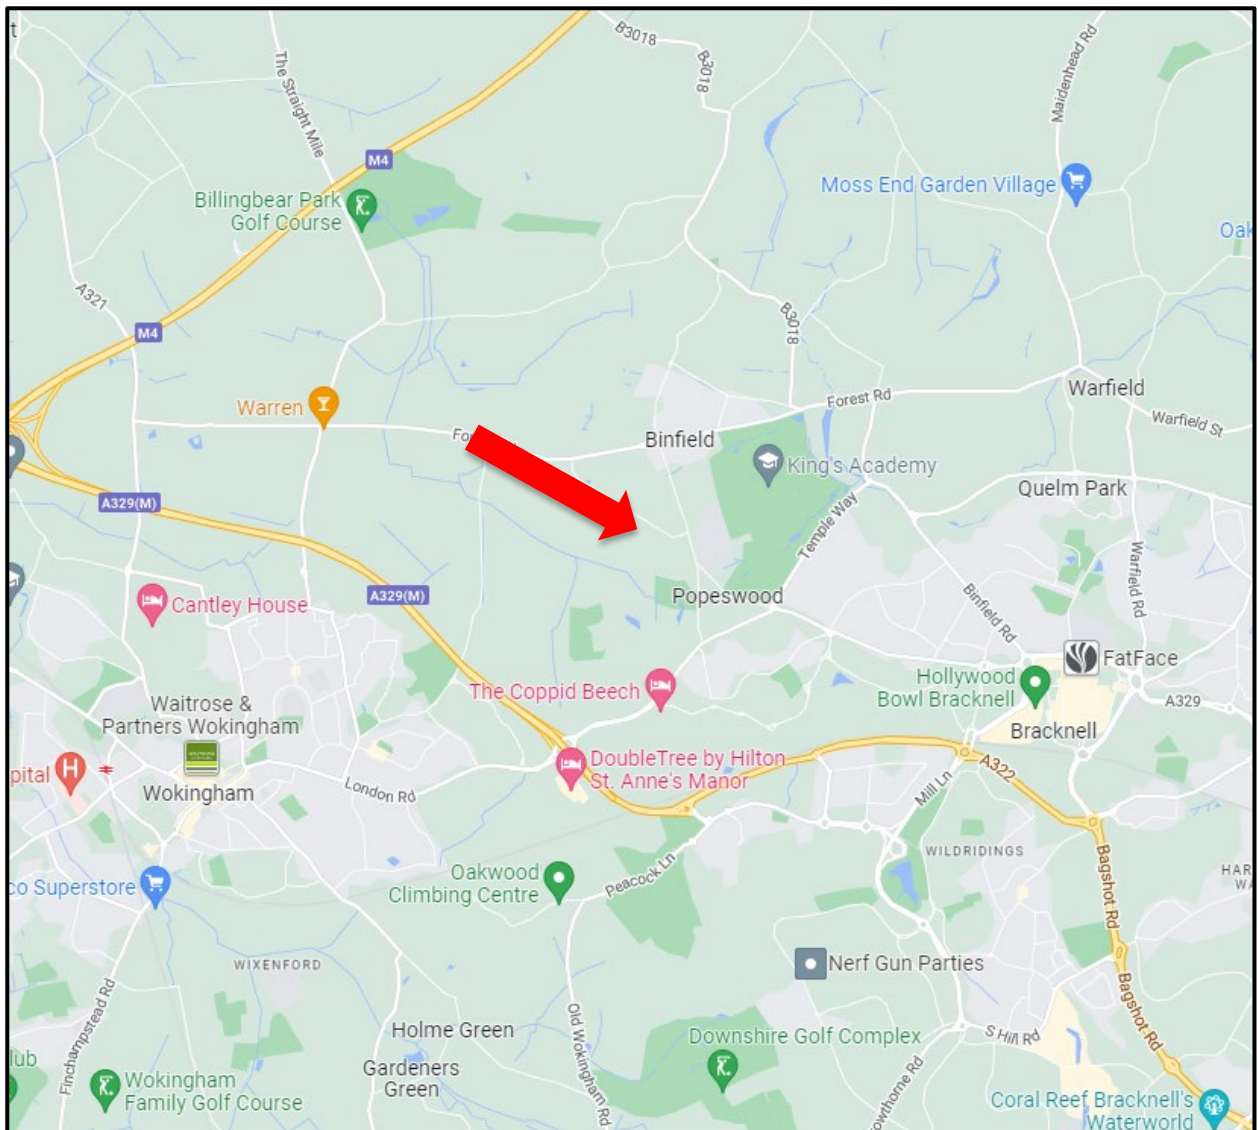 t
B3018
B3018
The Straight Mile
Maidenhead Rd
M4
Billingbear Park
Golf Course
Moss End Garden Village
Oak
A321
M4
B3018
Warfield
Forest Rd
Warren
Warfield St
Binfield
King's Academy
Quelm Park
A329(M)
Temple Way
Warfield Rd
A329(M)
Cantley House
Popeswood
Binfield Rd
FatFace
Hollywood
Bowl Bracknell
The Coppid Beech
A329
Waitrose &
Partners Wokingham
Bracknell
DoubleTree by Hilton
St. Anne's Manor
A322
pital
H
Wokingham
London Rd
Mill Ln
WILDRIDINGS
Bagshot Rd
HAR
WA
Oakwood
Climbing Centre
Peacock Ln
co Superstore
WIXENFORD
Nerf Gun Parties
Finchampstead Rd
Old Wokingham Rd
Bagshot Rd
Holme Green
Downshire Golf Complex
S Hill Rd
Gardeners
Green
lub
Wokingham
Family Golf Course
owthorne Rd
Coral Reef Bracknell's
Waterworld